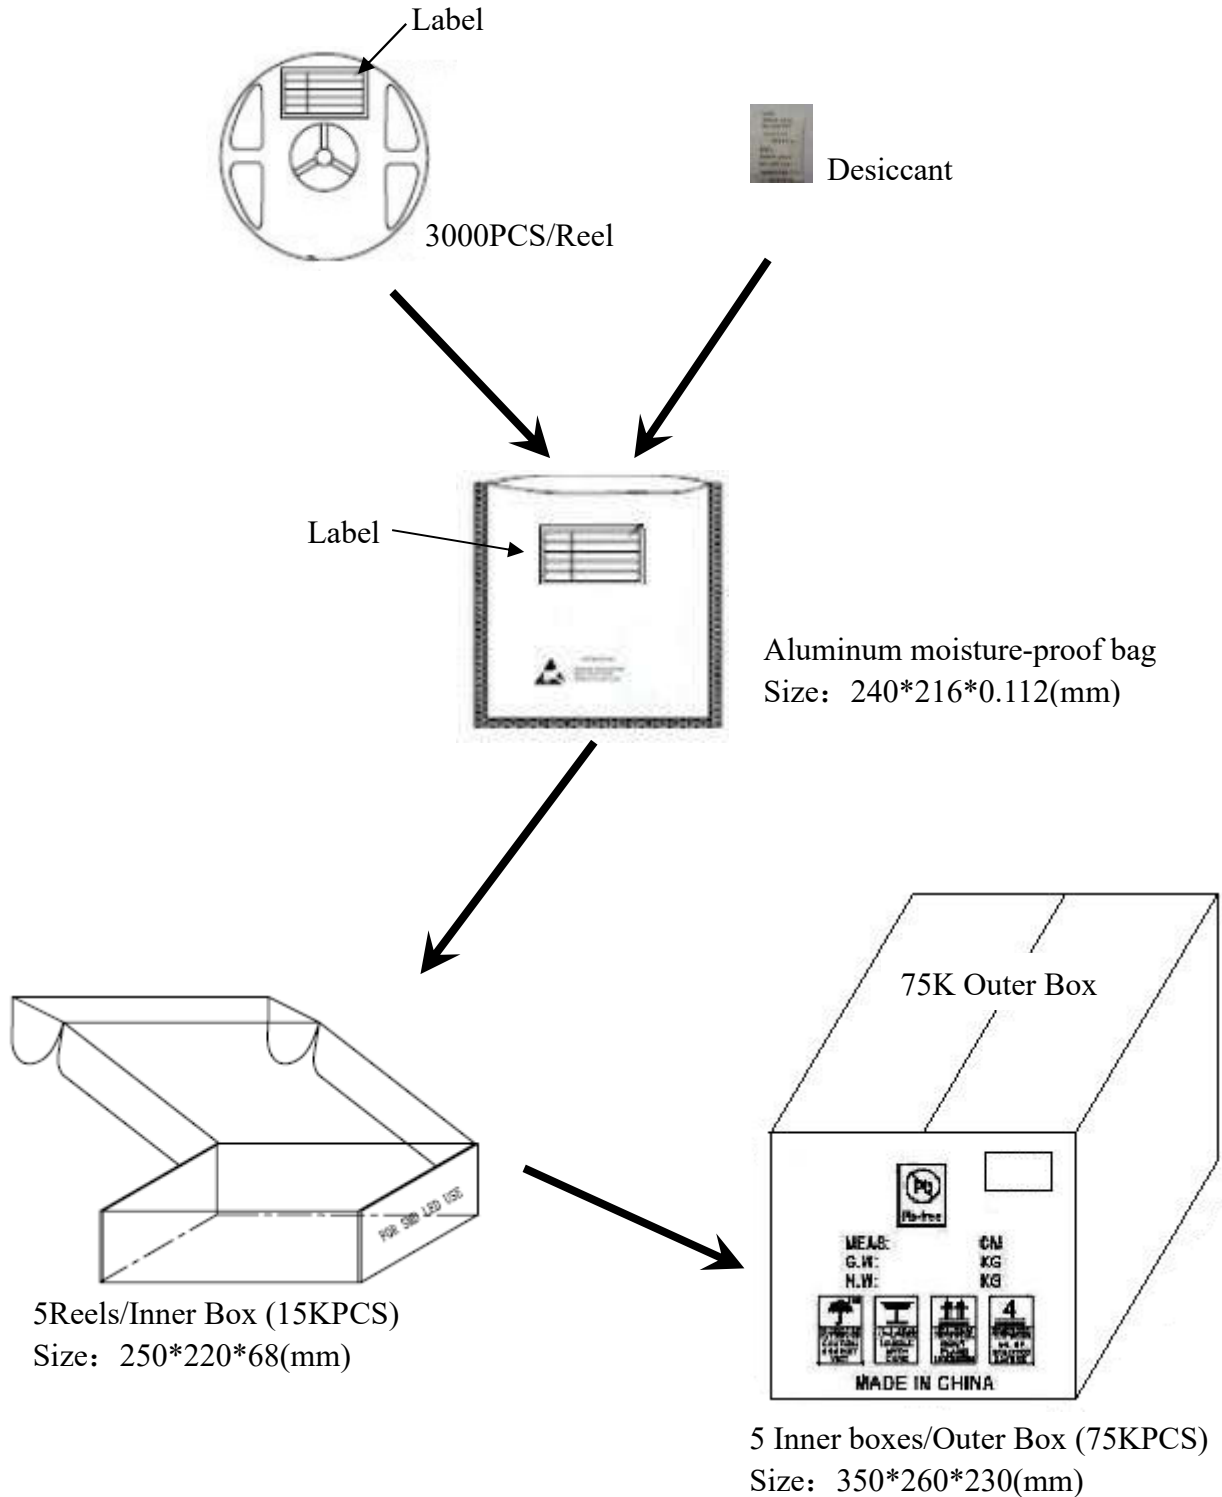 Label
Desiccant
3000PCS/Reel
Label
Aluminum moisture-proof bag
Size：240*216*0.112(mm)
75K Outer Box
FOR SMD LED USE
Pb
Pb-free
MEAS: CM
G.W: KG
N.W: KG
4
MADE IN CHINA
5Reels/Inner Box (15KPCS)
Size：250*220*68(mm)
5 Inner boxes/Outer Box (75KPCS)
Size：350*260*230(mm)